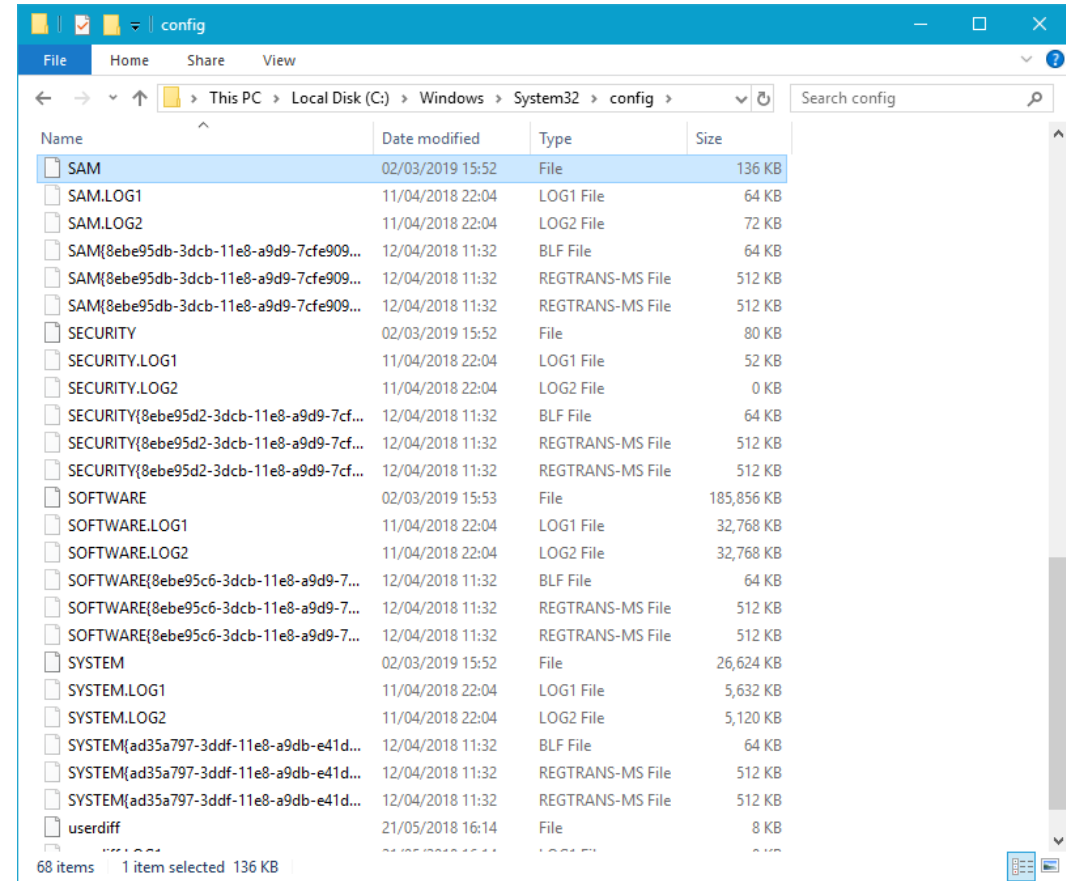 config
File Home Share View
This PC > Local Disk (C:) > Windows > System32 > config > Search config
Name Date modified Type Size
SAM 02/03/2019 15:52 File 136 KB
SAM.LOG1 11/04/2018 22:04 LOG1 File 64 KB
SAM.LOG2 11/04/2018 22:04 LOG2 File 72 KB
SAM{8ebe95db-3dcb-11e8-a9d9-7cfe909... 12/04/2018 11:32 BLF File 64 KB
SAM{8ebe95db-3dcb-11e8-a9d9-7cfe909... 12/04/2018 11:32 REGTRANS-MS File 512 KB
SAM{8ebe95db-3dcb-11e8-a9d9-7cfe909... 12/04/2018 11:32 REGTRANS-MS File 512 KB
SECURITY 02/03/2019 15:52 File 80 KB
SECURITY.LOG1 11/04/2018 22:04 LOG1 File 52 KB
SECURITY.LOG2 11/04/2018 22:04 LOG2 File 0 KB
SECURITY{8ebe95d2-3dcb-11e8-a9d9-7cf... 12/04/2018 11:32 BLF File 64 KB
SECURITY{8ebe95d2-3dcb-11e8-a9d9-7cf... 12/04/2018 11:32 REGTRANS-MS File 512 KB
SECURITY{8ebe95d2-3dcb-11e8-a9d9-7cf... 12/04/2018 11:32 REGTRANS-MS File 512 KB
SOFTWARE 02/03/2019 15:53 File 185,856 KB
SOFTWARE.LOG1 11/04/2018 22:04 LOG1 File 32,768 KB
SOFTWARE.LOG2 11/04/2018 22:04 LOG2 File 32,768 KB
SOFTWARE{8ebe95c6-3dcb-11e8-a9d9-7... 12/04/2018 11:32 BLF File 64 KB
SOFTWARE{8ebe95c6-3dcb-11e8-a9d9-7... 12/04/2018 11:32 REGTRANS-MS File 512 KB
SOFTWARE{8ebe95c6-3dcb-11e8-a9d9-7... 12/04/2018 11:32 REGTRANS-MS File 512 KB
SYSTEM 02/03/2019 15:52 File 26,624 KB
SYSTEM.LOG1 11/04/2018 22:04 LOG1 File 5,632 KB
SYSTEM.LOG2 11/04/2018 22:04 LOG2 File 5,120 KB
SYSTEM{ad35a797-3ddf-11e8-a9db-e41d... 12/04/2018 11:32 BLF File 64 KB
SYSTEM{ad35a797-3ddf-11e8-a9db-e41d... 12/04/2018 11:32 REGTRANS-MS File 512 KB
SYSTEM{ad35a797-3ddf-11e8-a9db-e41d... 12/04/2018 11:32 REGTRANS-MS File 512 KB
userdiff 21/05/2018 16:14 File 8 KB
68 items 1 item selected 136 KB